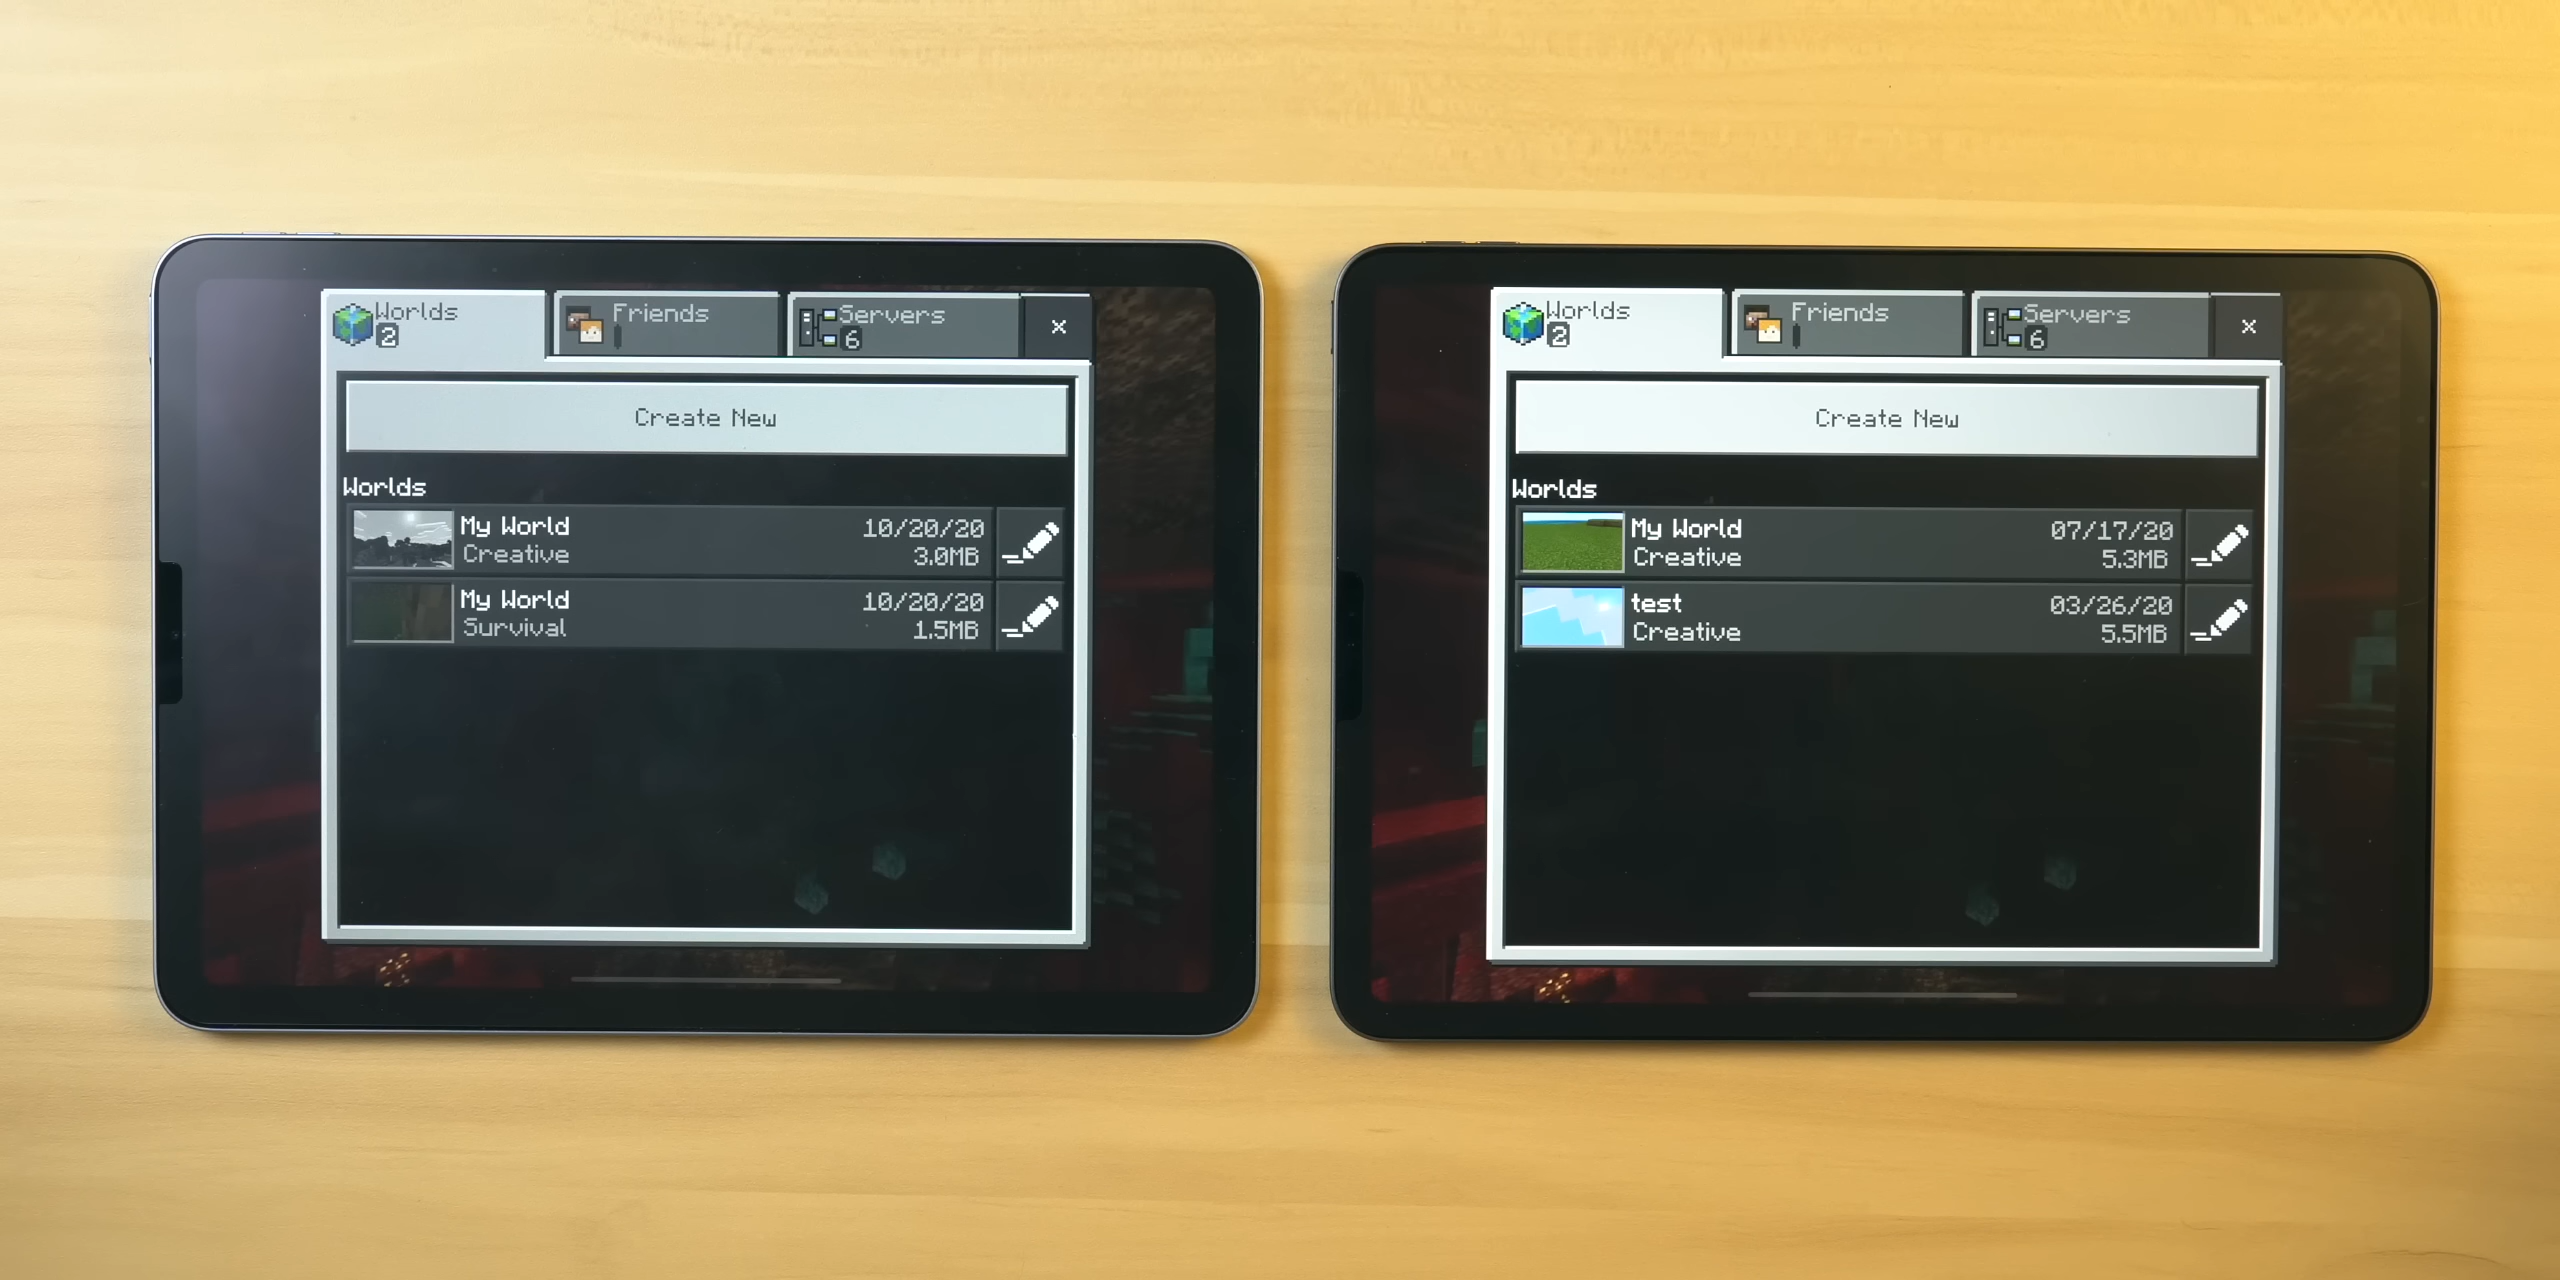 Worlds
2
Friends
Servers
6
Create New
Worlds
My World
10/20/20
Creative
3.0MB
My World
10/20/20
Survival
1.5MB
Worlds
2
Friends
Servers
6
Create New
Worlds
My World
07/17/20
Creative
5.3MB
test
03/26/20
Creative
5.5MB